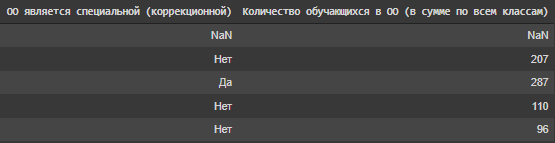 ОО является специальной (коррекционной) Количество обучающихся в ОО (в сумме по всем классам)
NaN NaN
Нет 207
Да 287
Нет 110
Нет 96